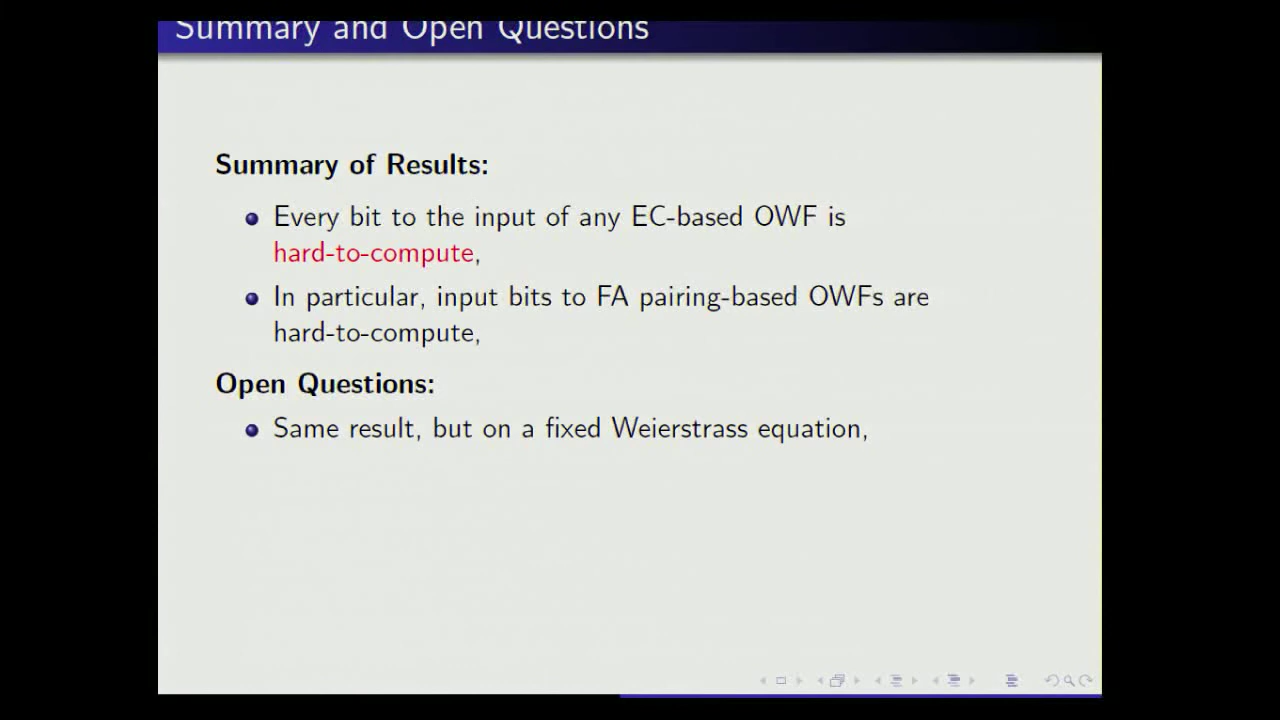 Summary and Open Questions
Summary of Results:
Every bit to the input of any EC-based OWF is
hard-to-compute,
In particular, input bits to FA pairing-based OWFs are
hard-to-compute,
Open Questions:
Same result, but on a fixed Weierstrass equation,